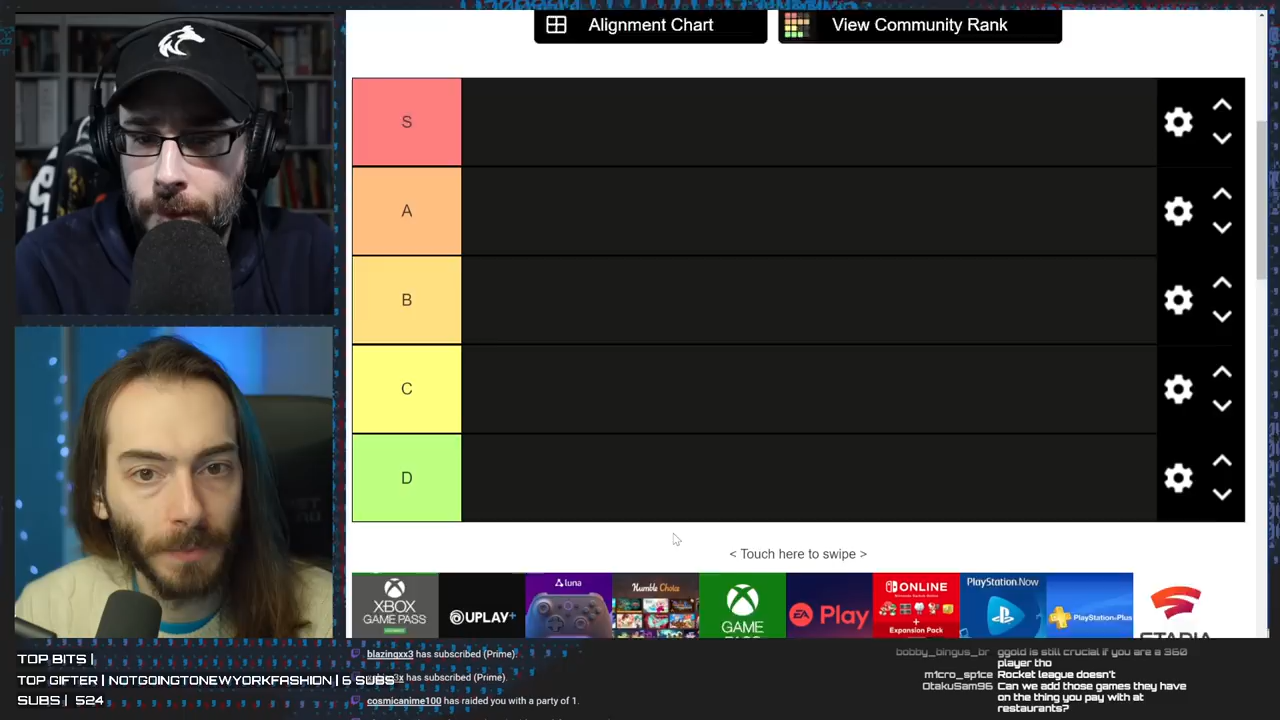 Alignment Chart
View Community Rank
S
A
B
C
D
< Touch here to swipe >
XBOX
GAME PASS
UPLAY+
luna
Humble Choice
GAME
EA Play
ONLINE
+
Expansion Pack
PlayStation Now
PlayStation Plus
STADIA
TOP BITS |
TOP GIFTER | NOTGOINGTONEWYORKFASHION | 6 SUBS
SUBS | 524
blazingxx3 has subscribed (Prime).
has subscribed (Prime).
cosmicanime100 has raided you with a party of 1.
bobby_bingus_br ggold is still crucial if you are a 360
player tho
m1cro_sp1ce Rocket league doesn't
OtakuSam96 Can we add those games they have
on the thing you pay with at
restaurants?